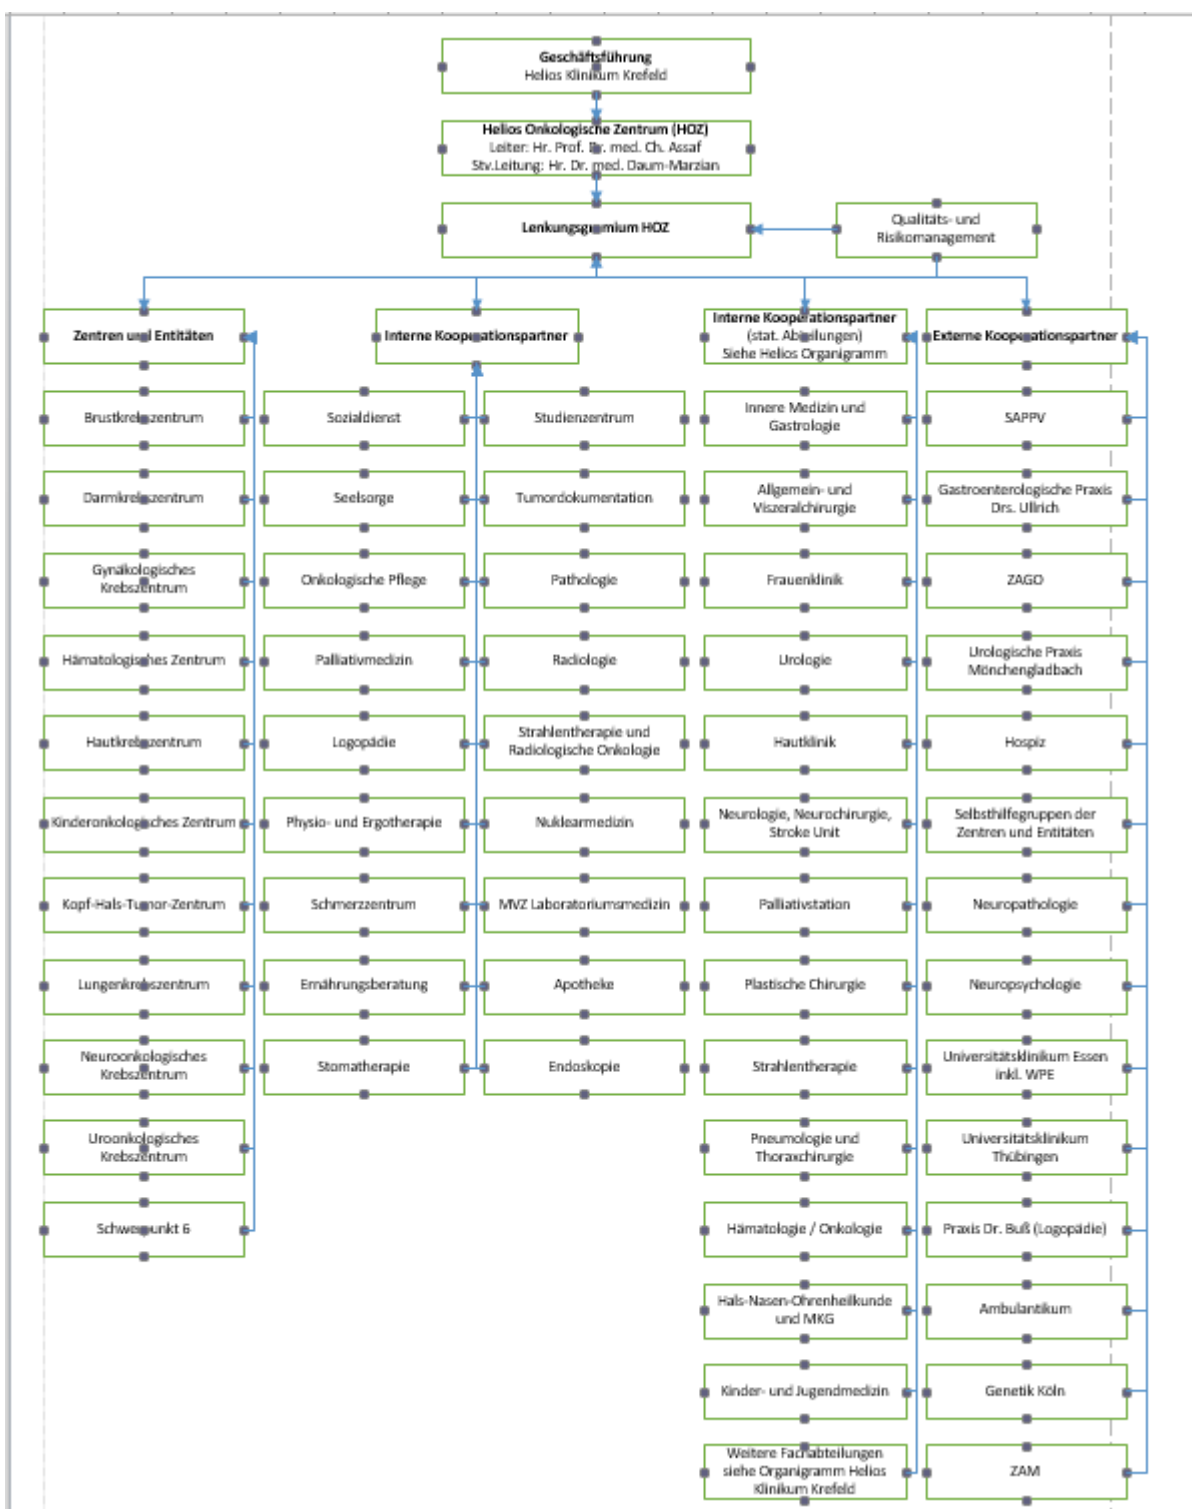 Geschäftsführung
Helios Klinikum Krefeld
Helios Onkologische Zentrum (HOZ)
Leiter: Hr. Prof. Dr. med. Ch. Assaf
Stv.Leitung: Hr. Dr. med. Daum-Marzian
Lenkungsgremium HOZ
Qualitäts- und
Risikomanagement
Zentren und Entitäten
Brustkrebszentrum
Darmkrebszentrum
Gynäkologisches
Krebszentrum
Hämatologisches Zentrum
Hautkrebszentrum
Kinderonkologisches Zentrum
Kopf-Hals-Tumor-Zentrum
Lungenkrebszentrum
Neuroonkologisches
Krebszentrum
Uroonkologisches
Krebszentrum
Schwerpunkt 6
Interne Kooperationspartner
Sozialdienst
Seelsorge
Onkologische Pflege
Palliativmedizin
Logopädie
Physio- und Ergotherapie
Schmerzzentrum
Ernährungsberatung
Stomatherapie
Studienzentrum
Tumordokumentation
Pathologie
Radiologie
Strahlentherapie und
Radiologische Onkologie
Nuklearmedizin
MVZ Laboratoriumsmedizin
Apotheke
Endoskopie
Interne Kooperationspartner
(stat. Abteilungen)
Siehe Helios Organigramm
Innere Medizin und
Gastrologie
Allgemein- und
Viszeralchirurgie
Frauenklinik
Urologie
Hautklinik
Neurologie, Neurochirurgie,
Stroke Unit
Palliativstation
Plastische Chirurgie
Strahlentherapie
Pneumologie und
Thoraxchirurgie
Hämatologie / Onkologie
Hals-Nasen-Ohrenheilkunde
und MKG
Kinder- und Jugendmedizin
Weitere Fachabteilungen
siehe Organigramm Helios
Klinikum Krefeld
Externe Kooperationspartner
SAPPV
Gastroenterologische Praxis
Drs. Ullrich
ZAGO
Urologische Praxis
Mönchengladbach
Hospiz
Selbsthilfegruppen der
Zentren und Entitäten
Neuropathologie
Neuropsychologie
Universitätsklinikum Essen
inkl. WPE
Universitätsklinikum
Thübingen
Praxis Dr. Buß (Logopädie)
Ambulantikum
Genetik Köln
ZAM